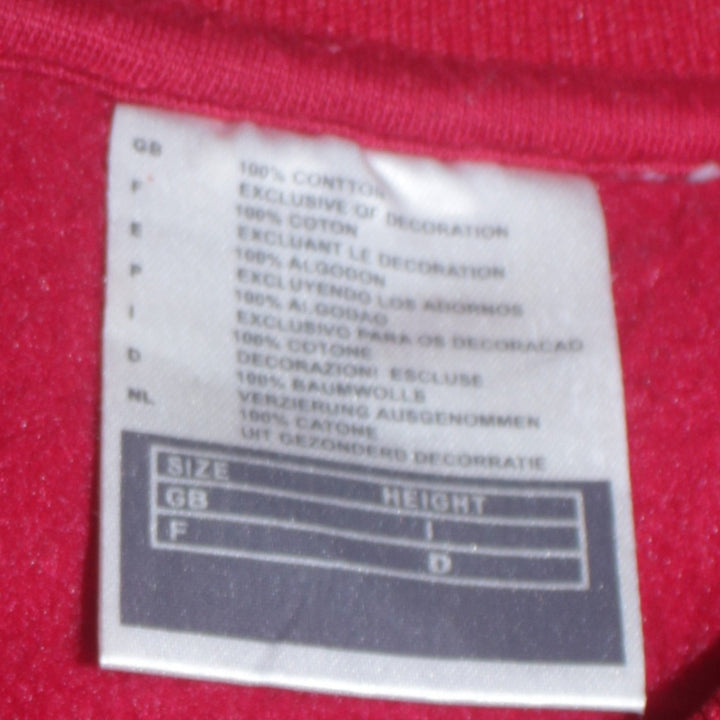 GB 100% CONTTON
EXCLUSIVE OF DECORATION
F 100% COTON
EXCLUANT LE DECORATION
E 100% ALGODON
EXCLUYENDO LOS ADORNOS
P 100% ALGODAO
EXCLUSIVO PARA OS DECORACAO
I 100% COTONE
DECORAZIONI ESCLUSE
D 100% BAUMWOLLE
VERZIERUNG AUSGENOMMEN
NL 100% CATONE
UIT GEZONDERD DECORRATIE
SIZE HEIGHT
GB I
F D